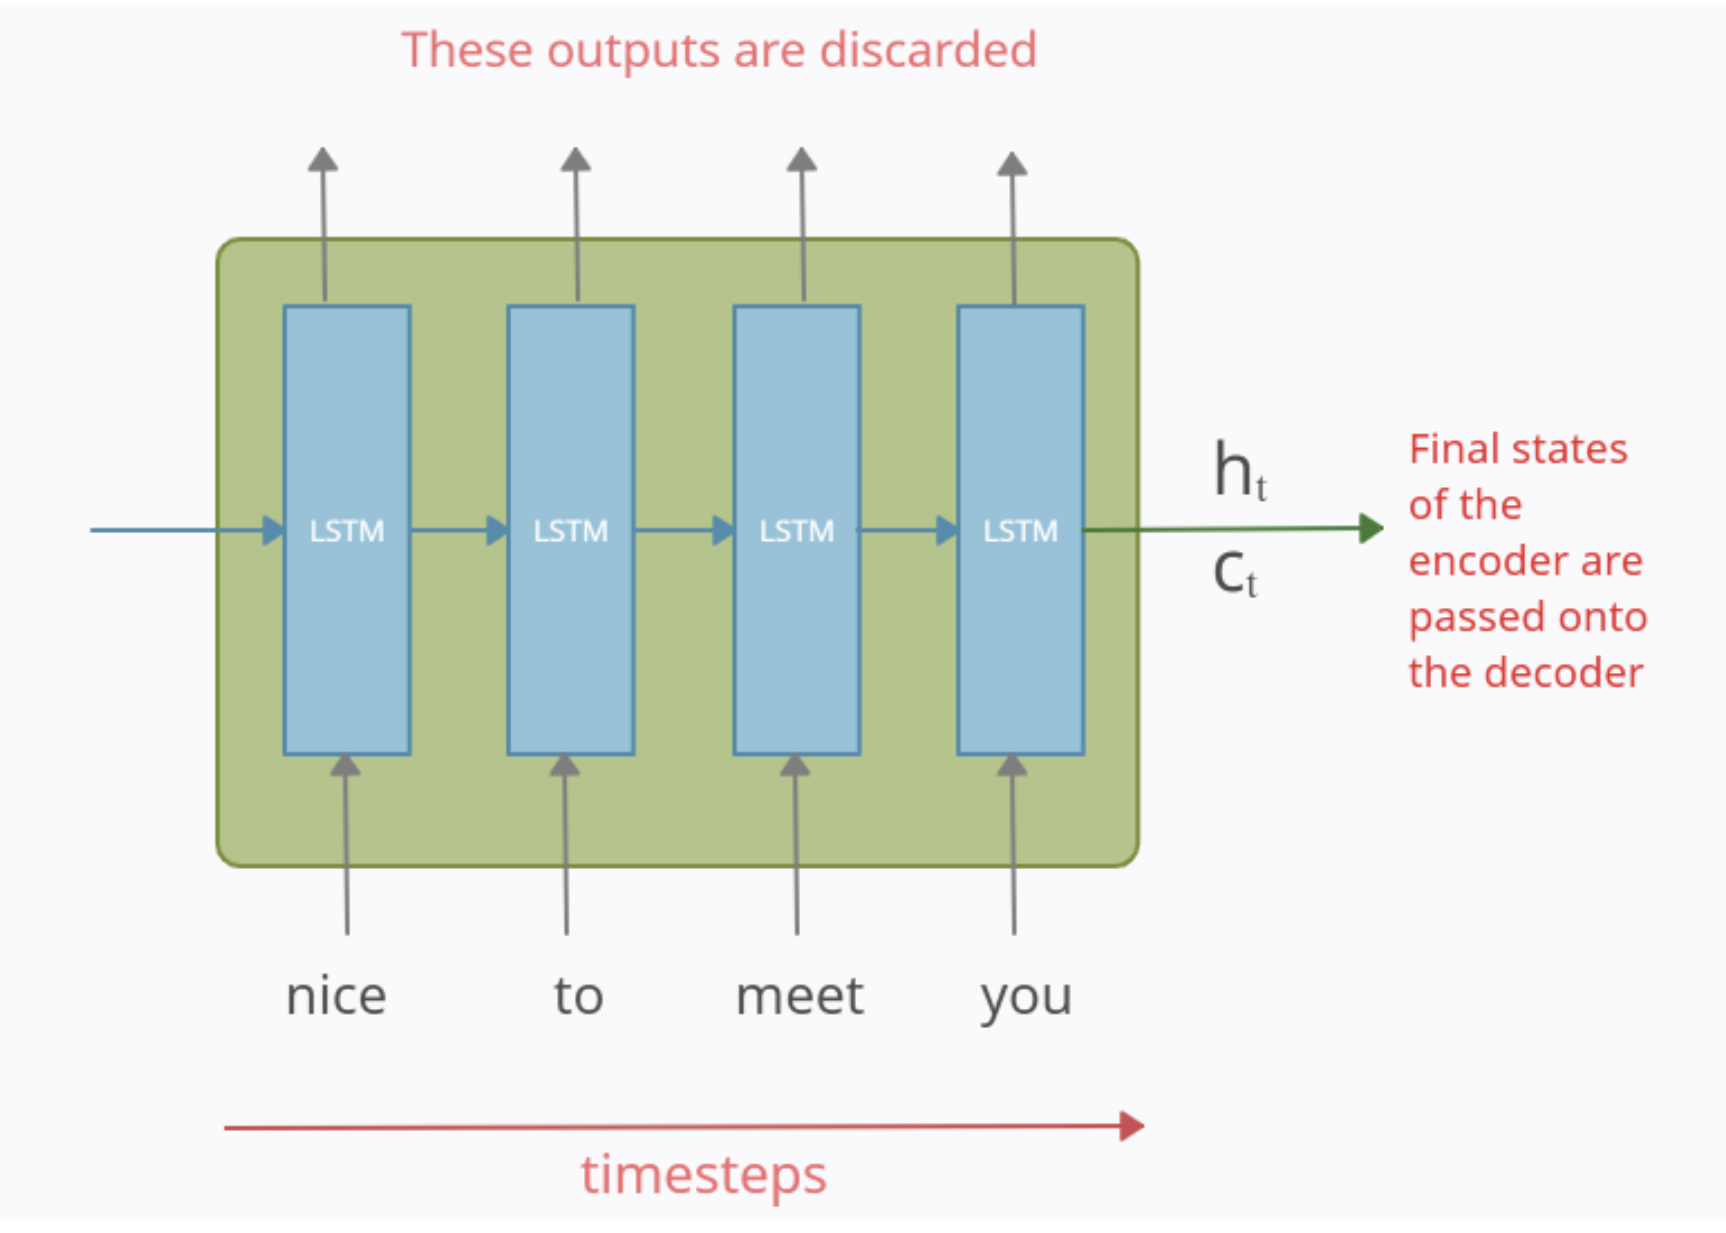 These outputs are discarded
LSTM LSTM LSTM LSTM
hₜ
cₜ
Final states
of the
encoder are
passed onto
the decoder
nice to meet you
timesteps